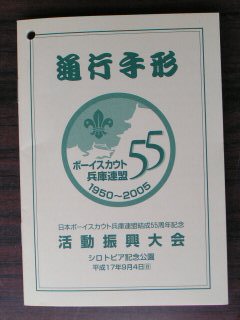 通行手形
55
ボーイスカウト
兵庫連盟
1950~2005
日本ボーイスカウト兵庫連盟結成55周年記念
活動振興大会
シロトピア記念公園
平成17年9月4日㊐